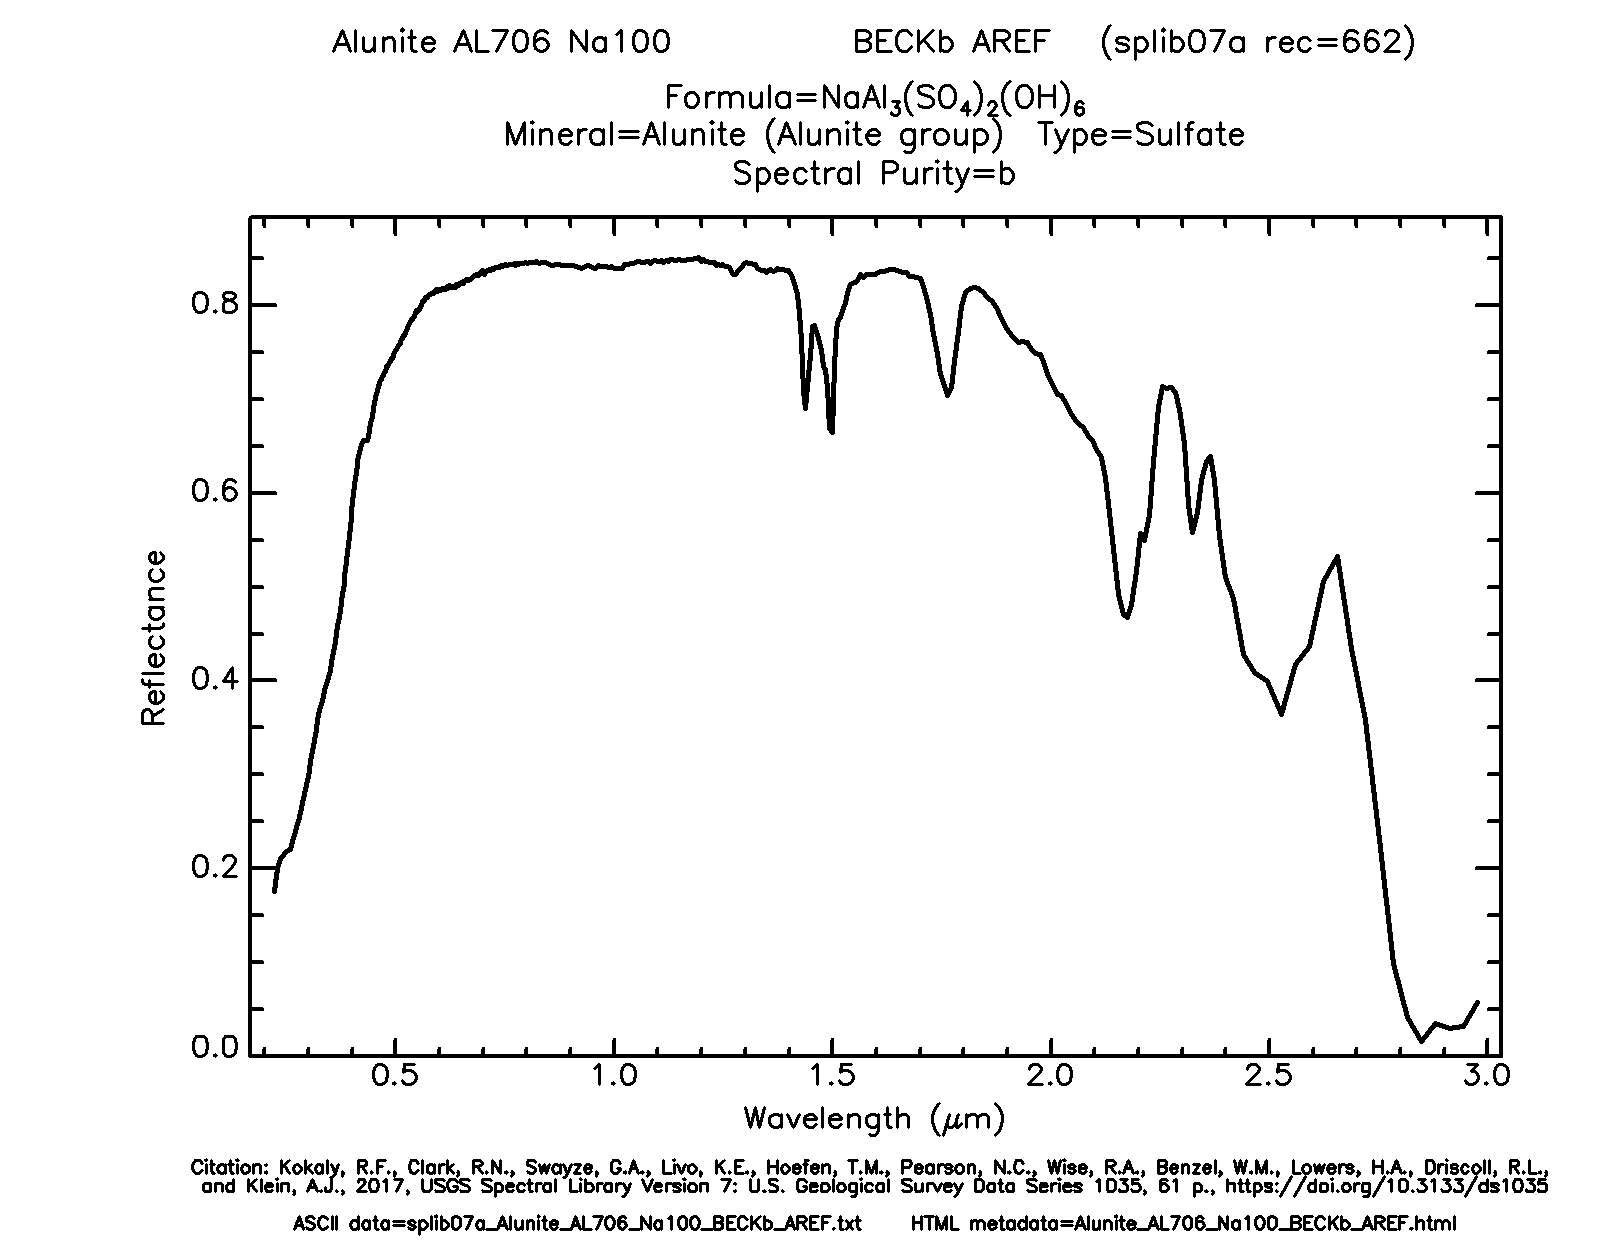 Alunite AL706 Na100 BECKb AREF (splib07a rec=662)
Formula=NaAl₃(SO₄)₂(OH)₆
Mineral=Alunite (Alunite group) Type=Sulfate
Spectral Purity=b
0.8
0.6
0.4
0.2
0.0
Reflectance
0.5 1.0 1.5 2.0 2.5 3.0
Wavelength (μm)
Citation: Kokaly, R.F., Clark, R.N., Swayze, G.A., Livo, K.E., Hoefen, T.M., Pearson, N.C., Wise, R.A., Benzel, W.M., Lowers, H.A., Driscoll, R.L.,
and Klein, A.J., 2017, USGS Spectral Library Version 7: U.S. Geological Survey Data Series 1035, 61 p., https://doi.org/10.3133/ds1035
ASCII data=splib07a_Alunite_AL706_Na100_BECKb_AREF.txt HTML metadata=Alunite_AL706_Na100_BECKb_AREF.html